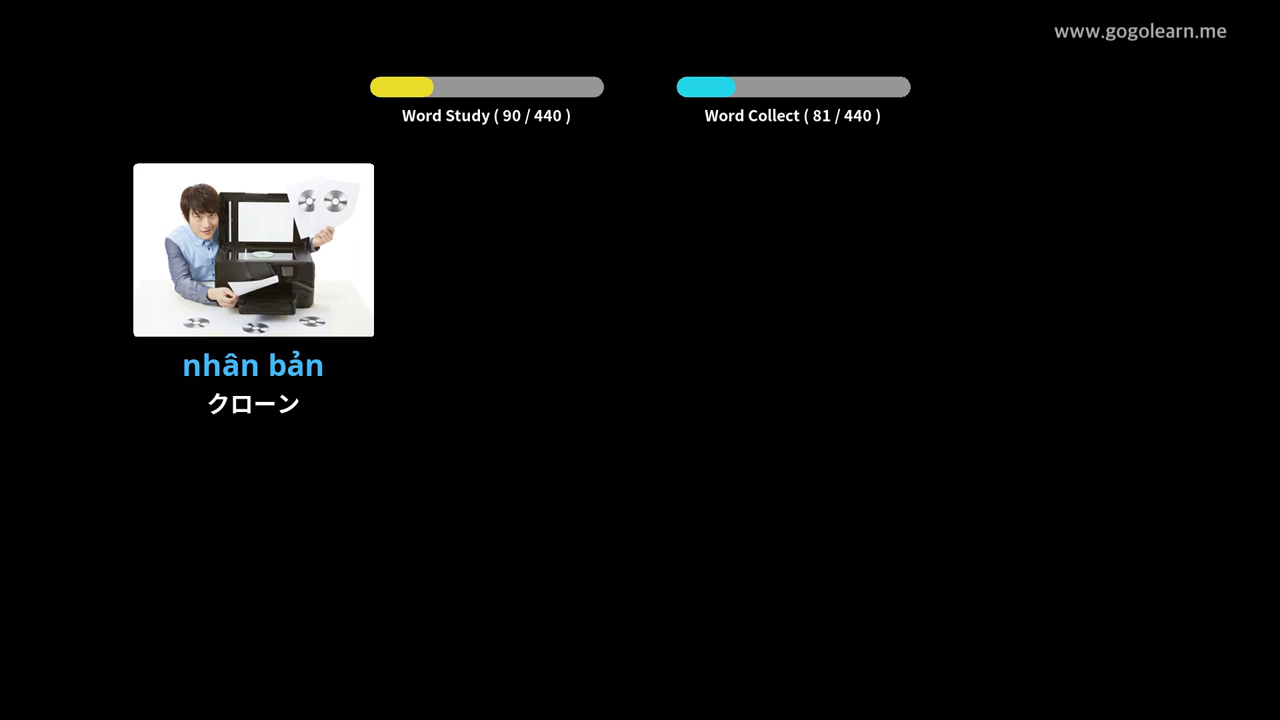 www.gogolearn.me
Word Study ( 90 / 440 )
Word Collect ( 81 / 440 )
nhân bản
クローン